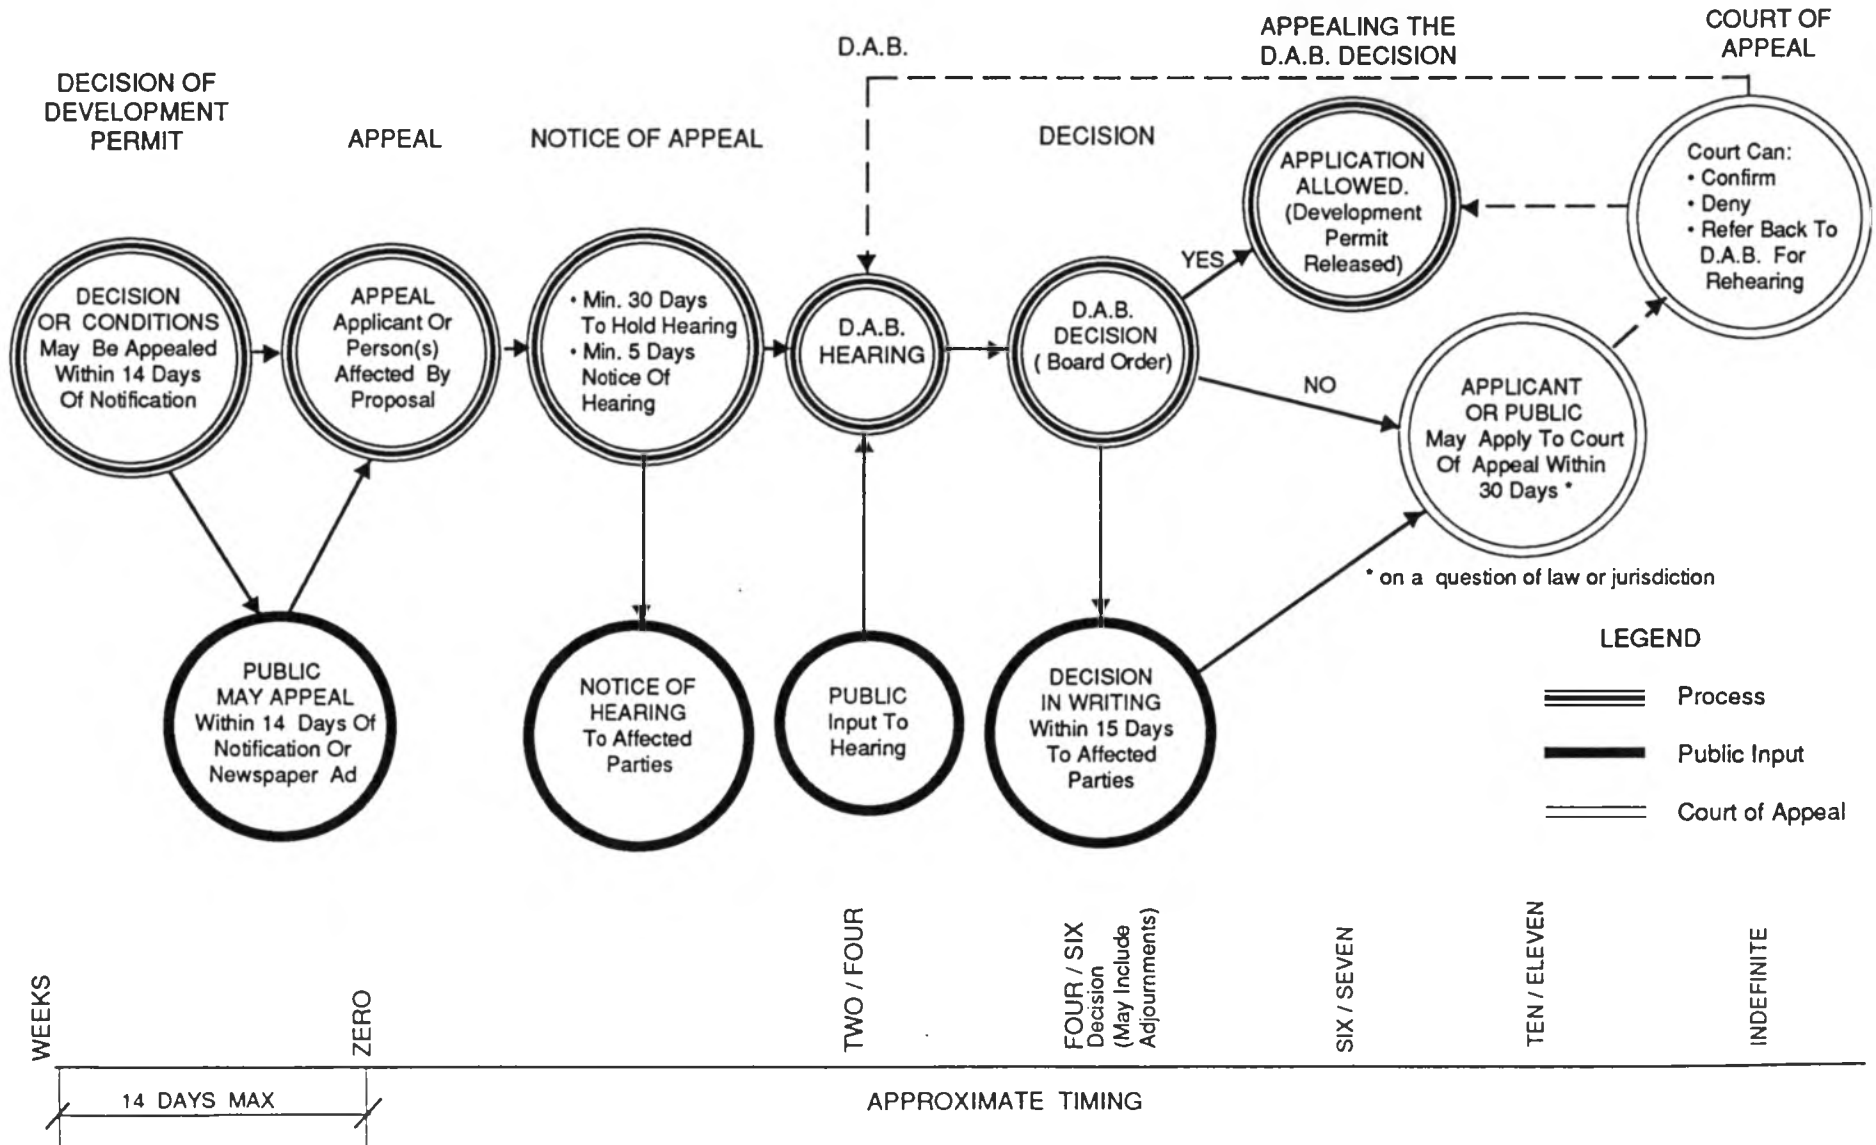 DECISION OF
DEVELOPMENT
PERMIT
APPEAL
NOTICE OF APPEAL
D.A.B.
DECISION
APPEALING THE
D.A.B. DECISION
COURT OF
APPEAL
DECISION
OR CONDITIONS
May Be Appealed
Within 14 Days
Of Notification
APPEAL
Applicant Or
Person(s)
Affected By
Proposal
• Min. 30 Days
To Hold Hearing
• Min. 5 Days
Notice Of
Hearing
D.A.B.
HEARING
D.A.B.
DECISION
( Board Order)
YES
NO
APPLICATION
ALLOWED.
(Development
Permit
Released)
APPLICANT
OR PUBLIC
May Apply To Court
Of Appeal Within
30 Days *
Court Can:
• Confirm
• Deny
• Refer Back To
D.A.B. For
Rehearing
* on a question of law or jurisdiction
PUBLIC
MAY APPEAL
Within 14 Days Of
Notification Or
Newspaper Ad
NOTICE OF
HEARING
To Affected
Parties
PUBLIC
Input To
Hearing
DECISION
IN WRITING
Within 15 Days
To Affected
Parties
LEGEND
Process
Public Input
Court of Appeal
WEEKS
ZERO
TWO / FOUR
FOUR / SIX
Decision
(May Include
Adjournments)
SIX / SEVEN
TEN / ELEVEN
INDEFINITE
14 DAYS MAX
APPROXIMATE TIMING